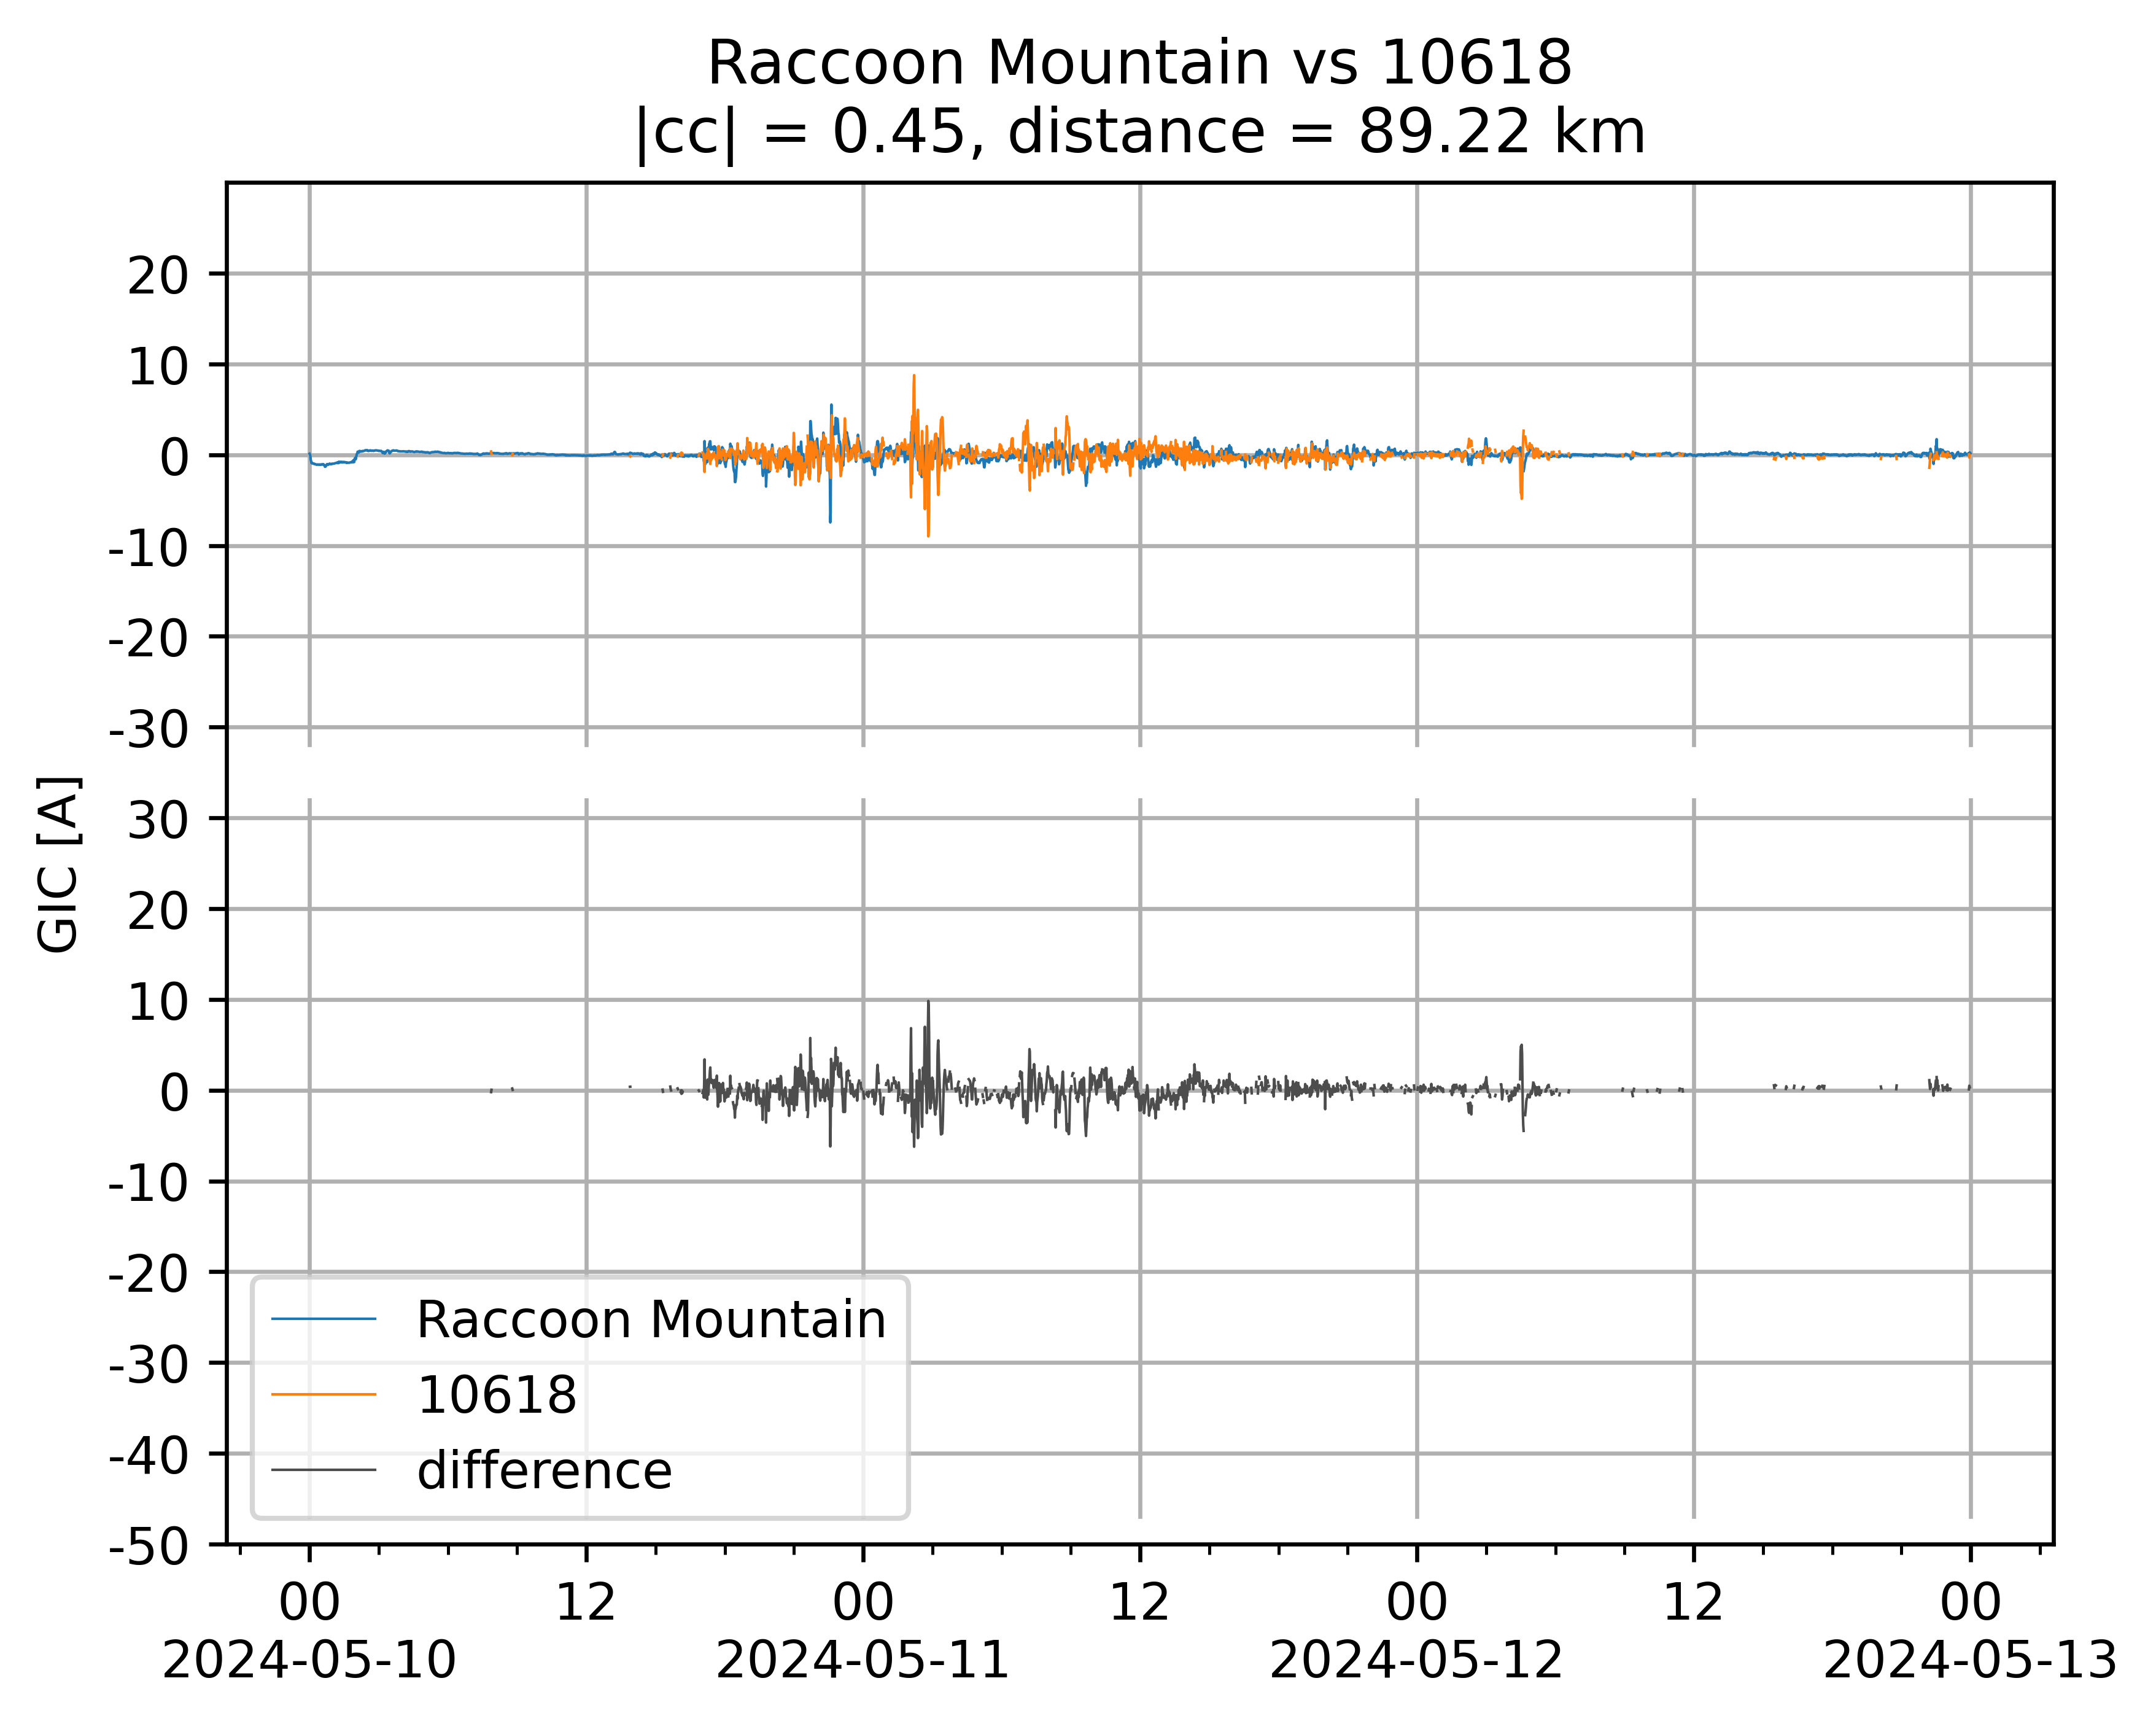 Raccoon Mountain vs 10618
|cc| = 0.45, distance = 89.22 km
GIC [A]
20
10
0
-10
-20
-30
30
20
10
0
-10
-20
-30
-40
-50
Raccoon Mountain
10618
difference
00 12 00 12 00 12 00
2024-05-10 2024-05-11 2024-05-12 2024-05-13